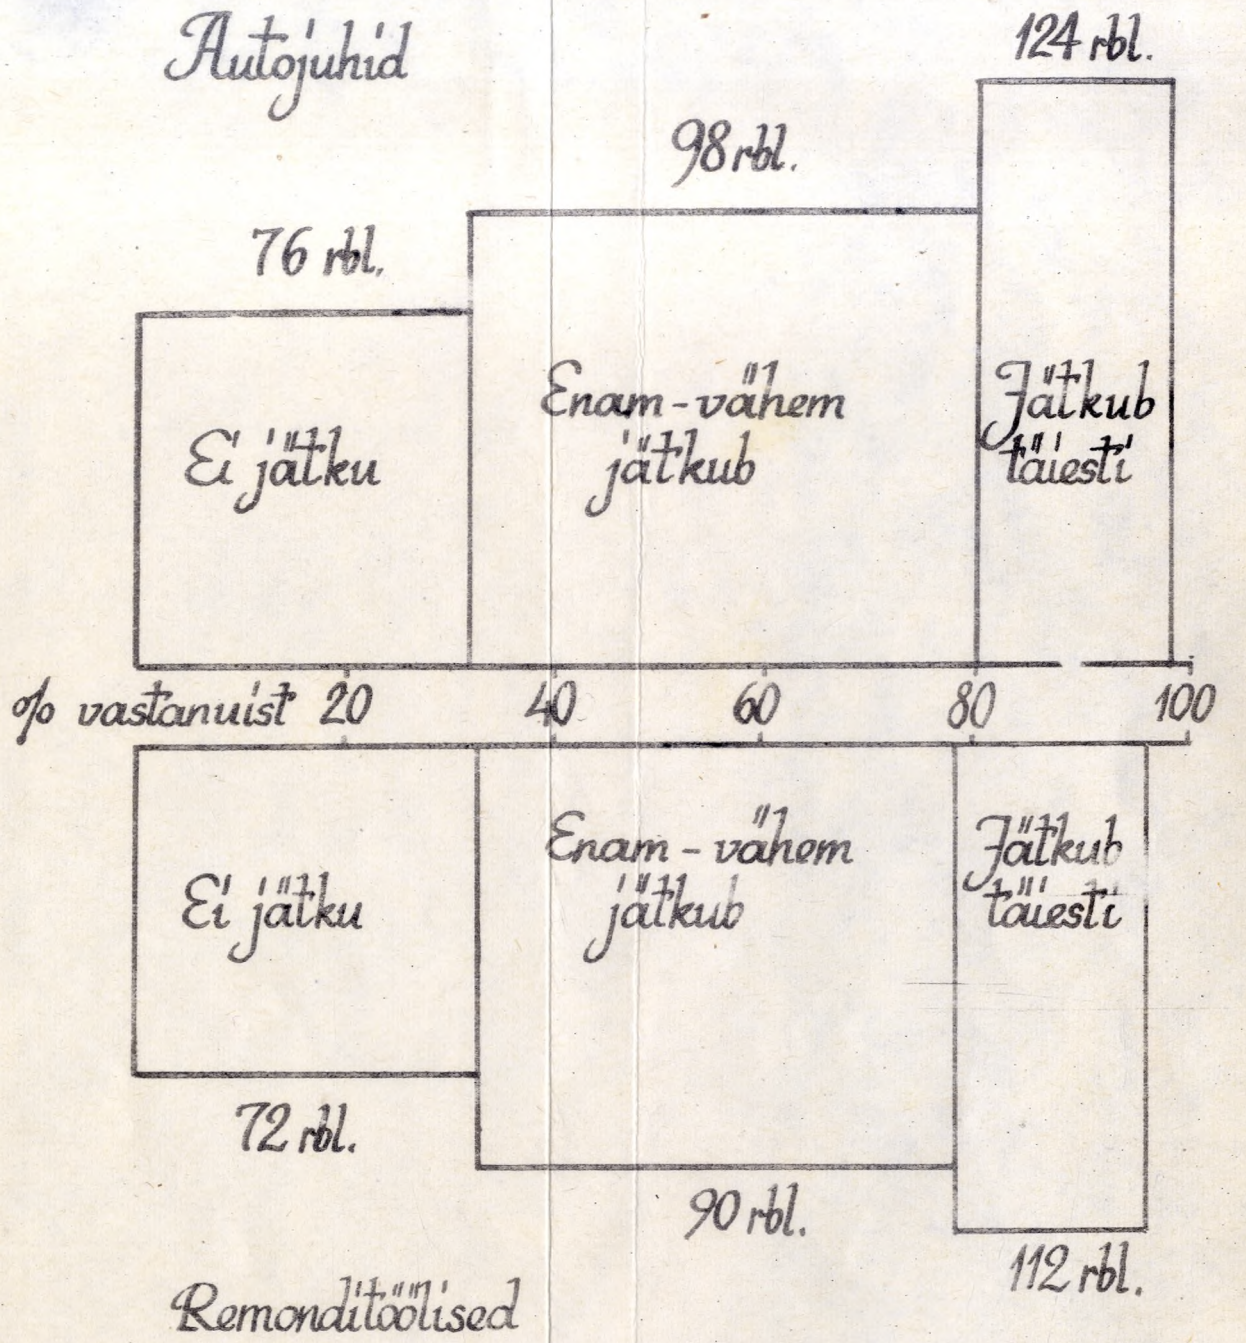 Autojuhid
124 rbl.
98 rbl.
76 rbl.
Ei jätku
Enam-vähem
jätkub
Jätkub
täiesti
% vastanuist 20 40 60 80 100
Ei jätku
Enam-vähem
jätkub
Jätkub
täiesti
72 rbl.
90 rbl.
112 rbl.
Remonditöölised